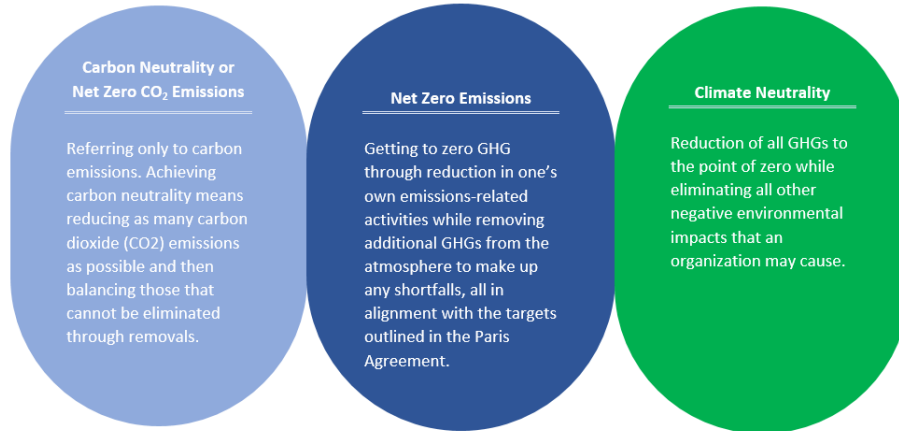 Carbon Neutrality or
Net Zero CO₂ Emissions
Referring only to carbon
emissions. Achieving
carbon neutrality means
reducing as many carbon
dioxide (CO2) emissions
as possible and then
balancing those that
cannot be eliminated
through removals.
Net Zero Emissions
Getting to zero GHG
through reduction in one’s
own emissions-related
activities while removing
additional GHGs from the
atmosphere to make up
any shortfalls, all in
alignment with the targets
outlined in the Paris
Agreement.
Climate Neutrality
Reduction of all GHGs to
the point of zero while
eliminating all other
negative environmental
impacts that an
organization may cause.